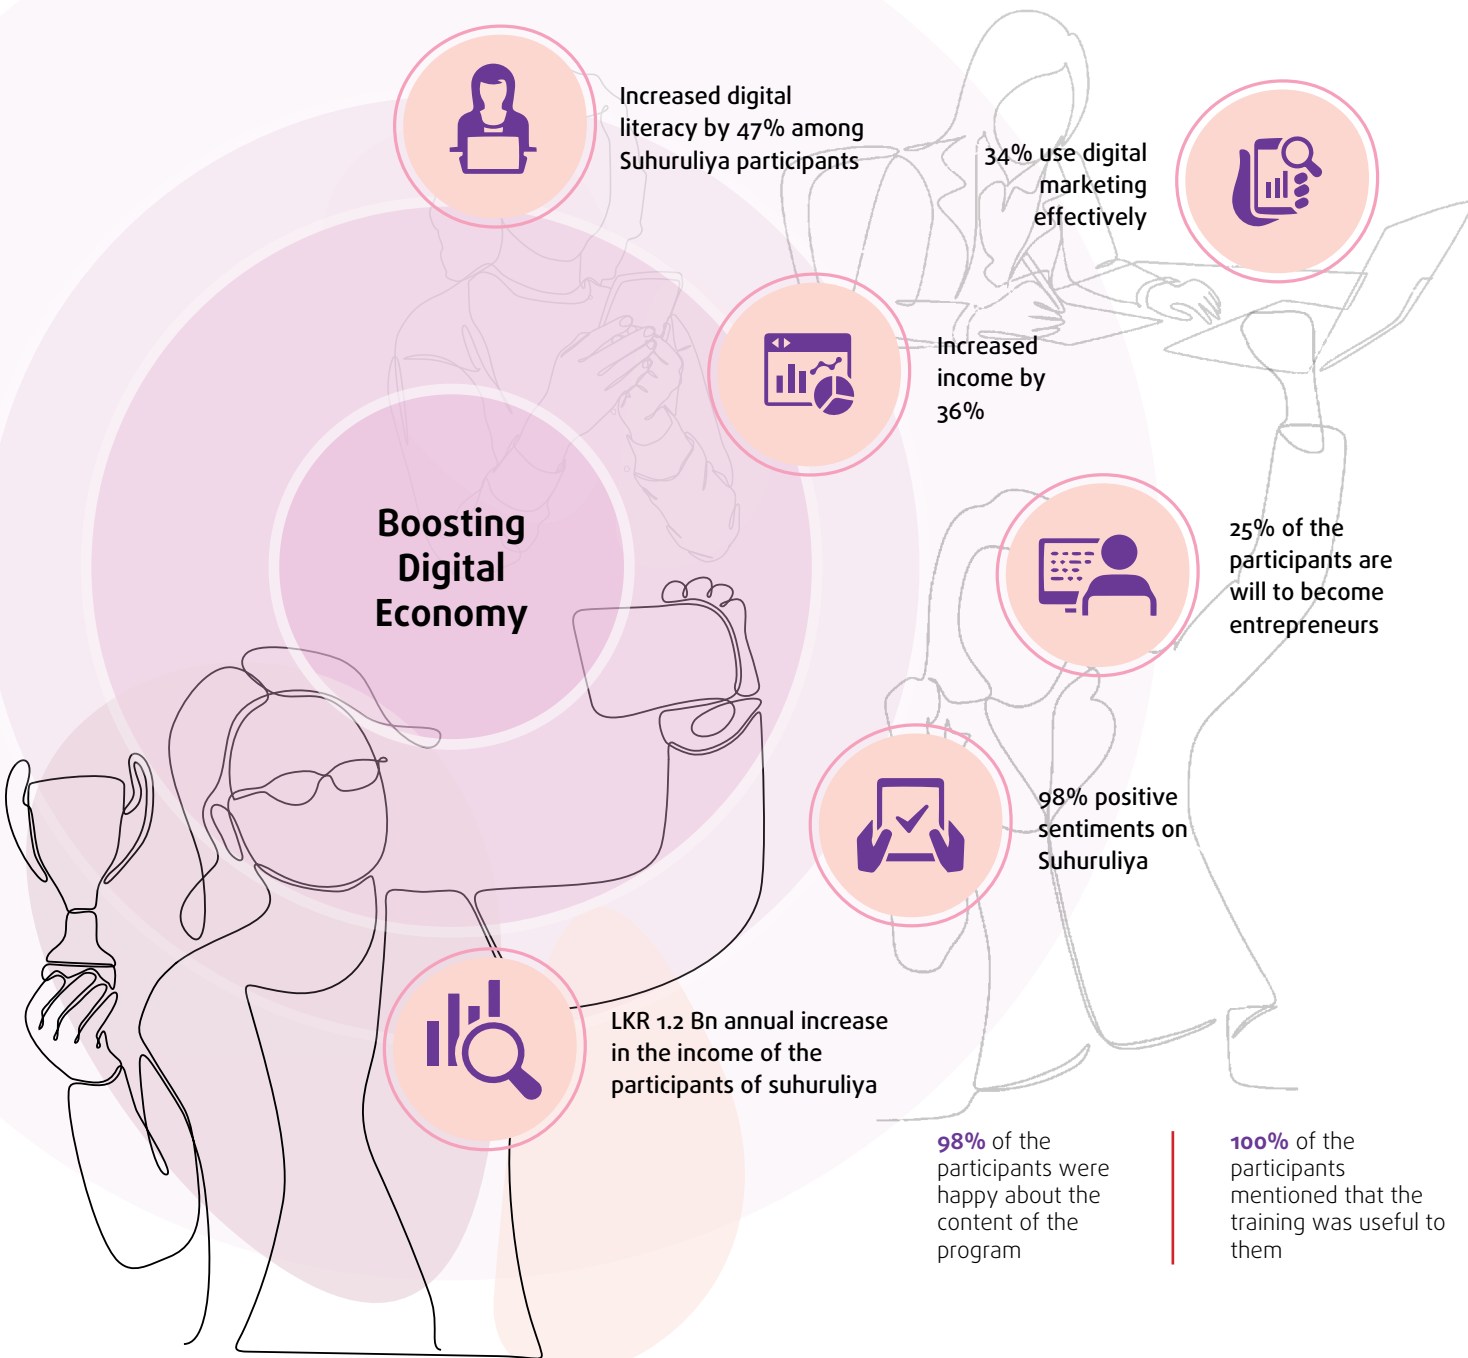 Increased digital
literacy by 47% among
Suhuruliya participants
34% use digital
marketing
effectively
Increased
income by
36%
Boosting
Digital
Economy
25% of the
participants are
will to become
entrepreneurs
98% positive
sentiments on
Suhuruliya
LKR 1.2 Bn annual increase
in the income of the
participants of suhuruliya
98% of the
participants were
happy about the
content of the
program
100% of the
participants
mentioned that the
training was useful to
them